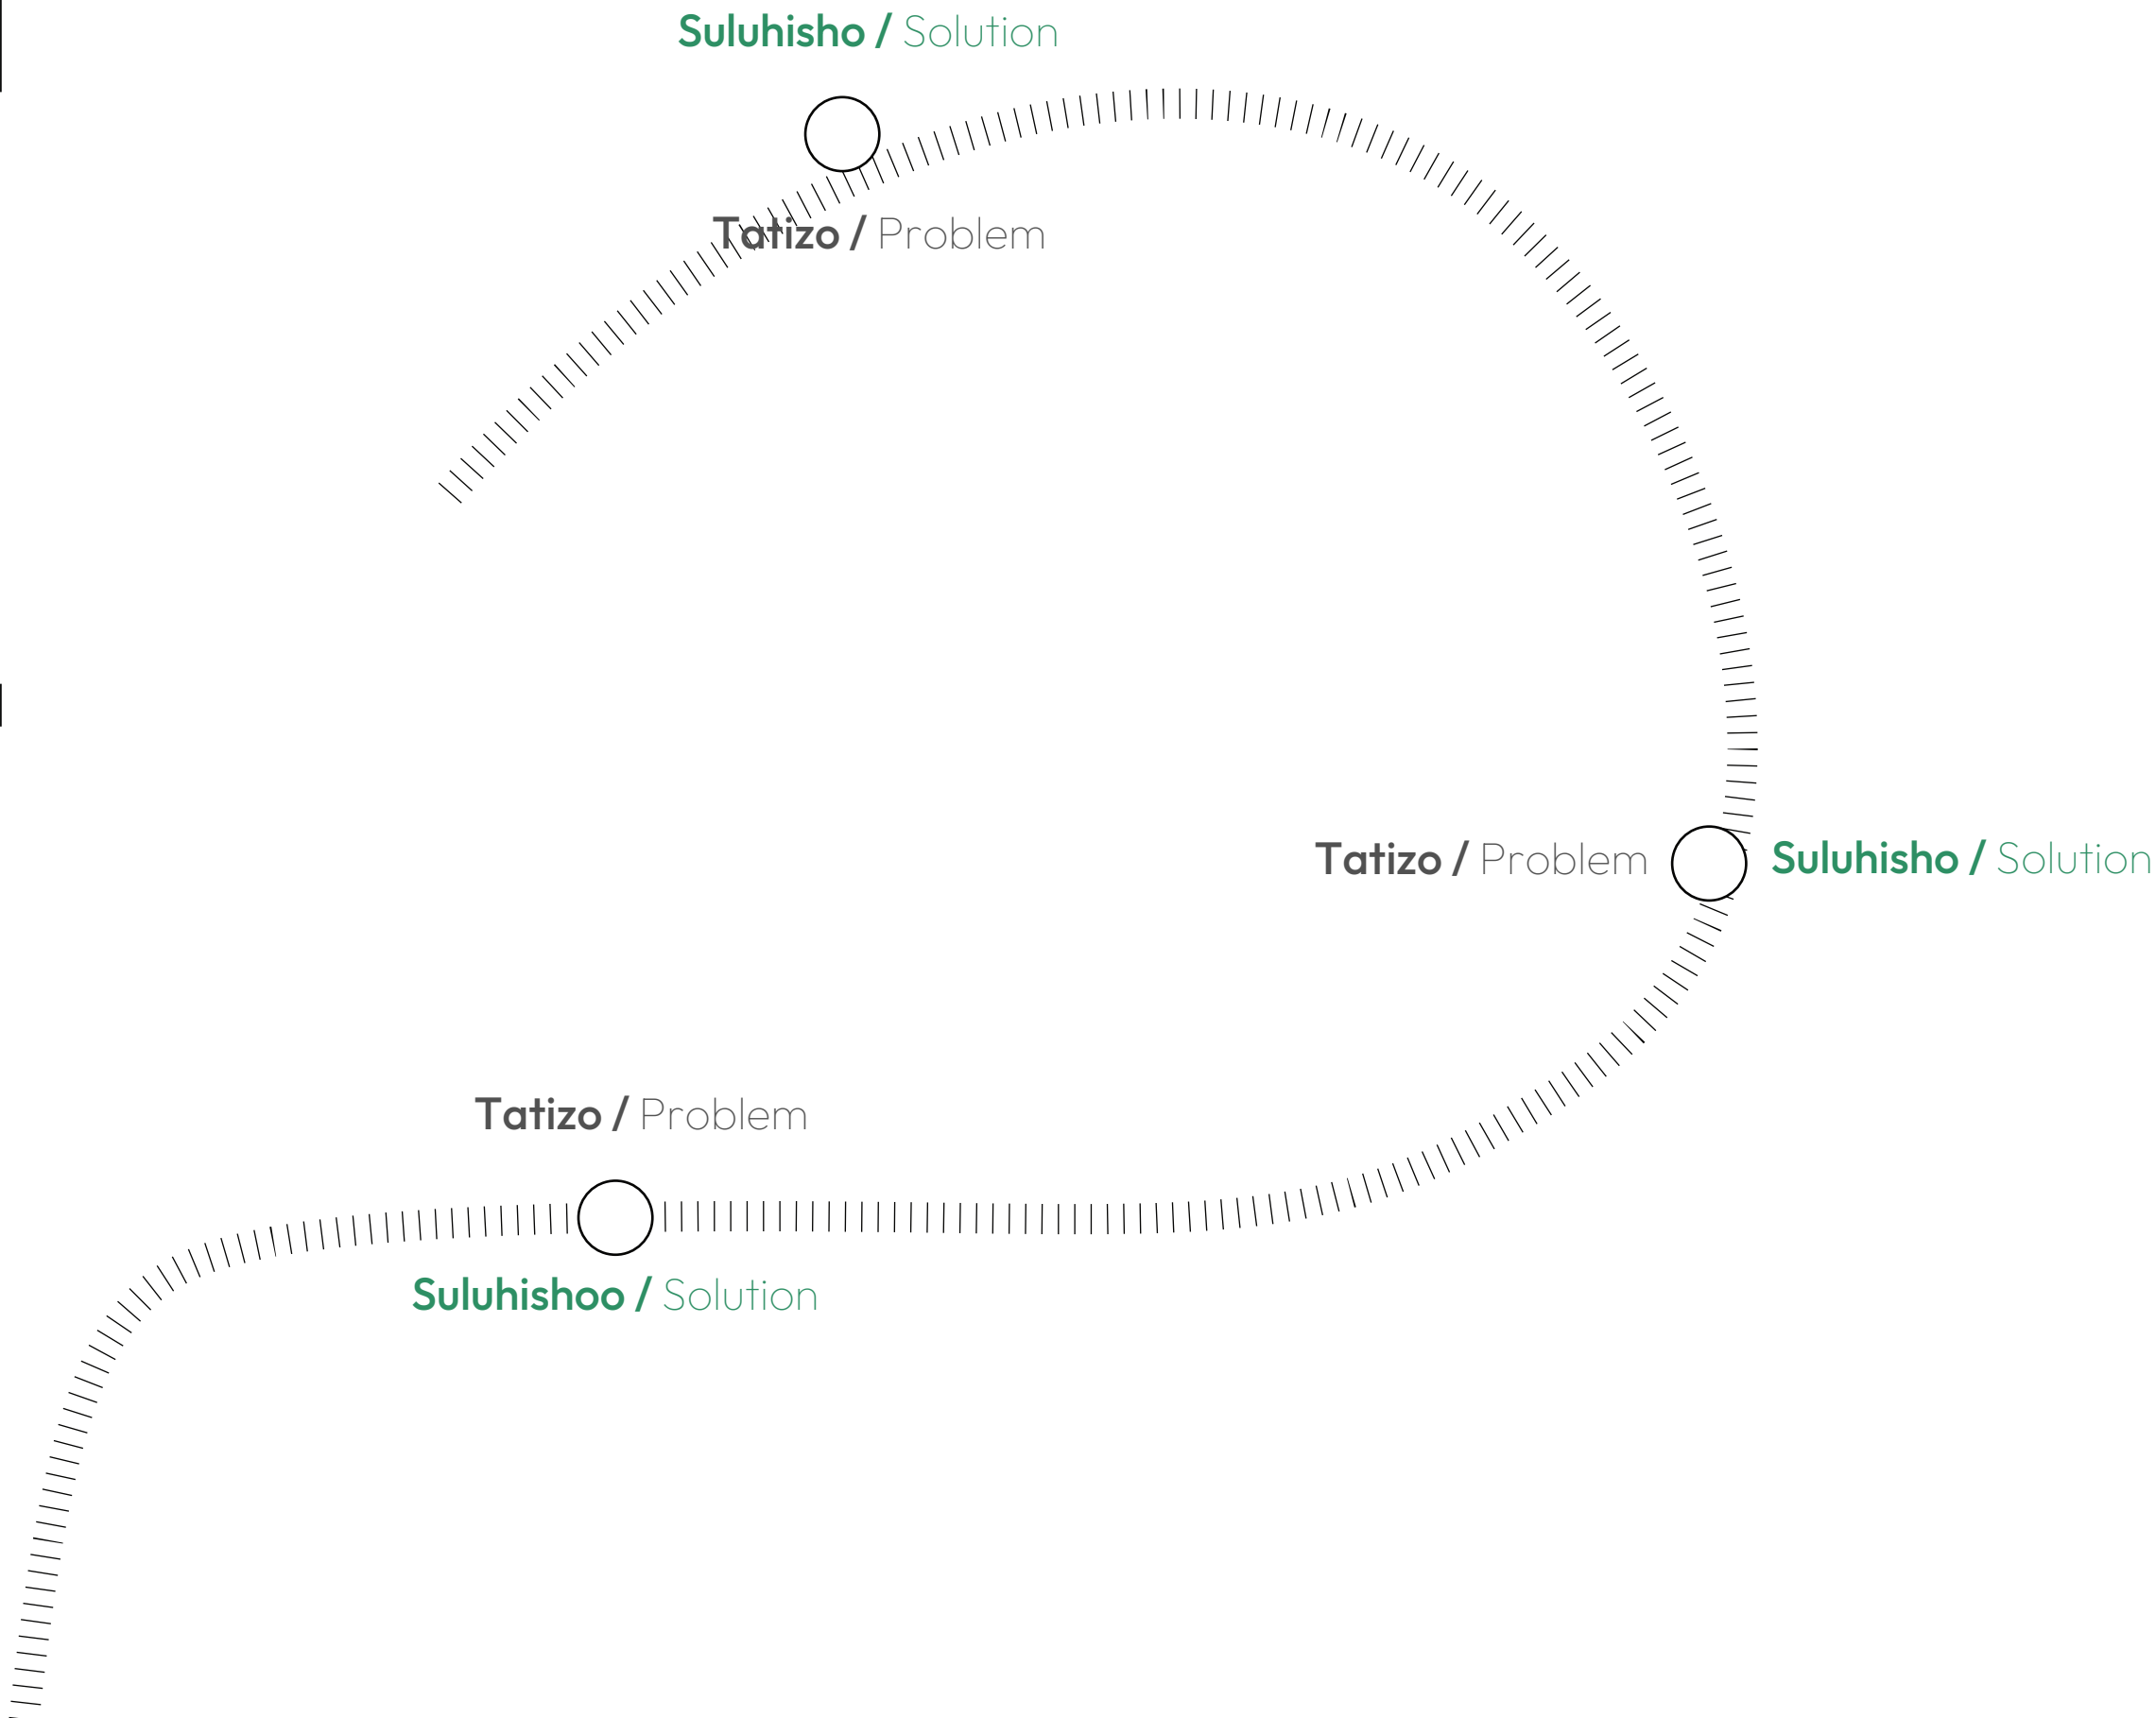 Suluhisho / Solution
Tatizo / Problem
Tatizo / Problem
Suluhisho / Solution
Tatizo / Problem
Suluhishoo / Solution